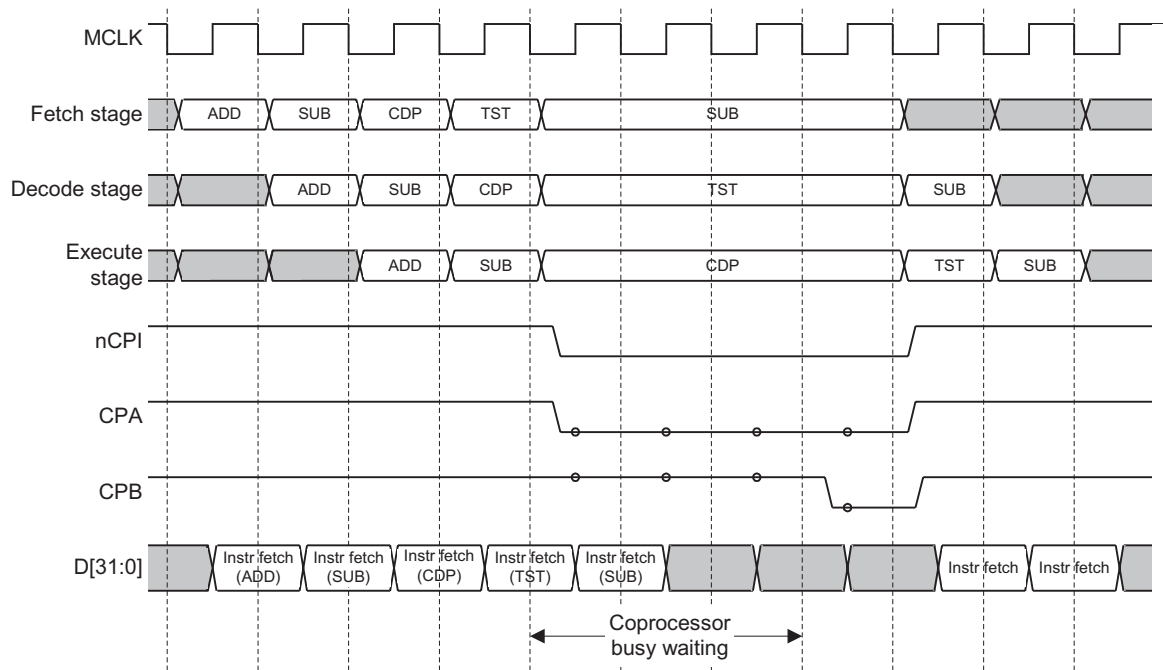 MCLK
Fetch stage ADD SUB CDP TST SUB
Decode stage ADD SUB CDP TST SUB
Execute
stage ADD SUB CDP TST SUB
nCPI
CPA
CPB
D[31:0] Instr fetch (ADD) Instr fetch (SUB) Instr fetch (CDP) Instr fetch (TST) Instr fetch (SUB) Instr fetch Instr fetch
Coprocessor
busy waiting